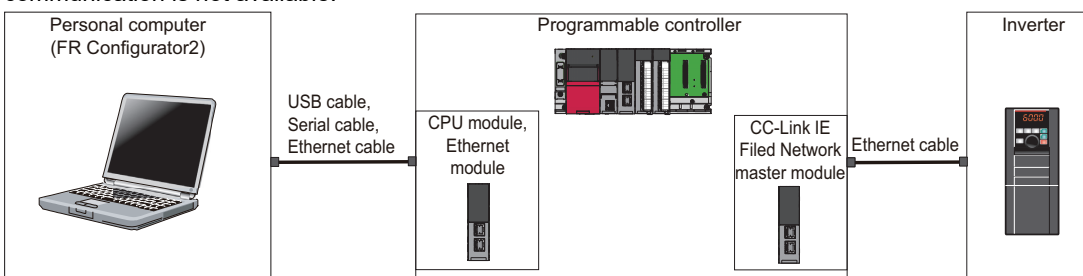 communication is not available.
Personal computer
(FR Configurator2)
Programmable controller
Inverter
USB cable,
Serial cable,
Ethernet cable
CPU module,
Ethernet
module
CC-Link IE
Filed Network
master module
Ethernet cable
6000